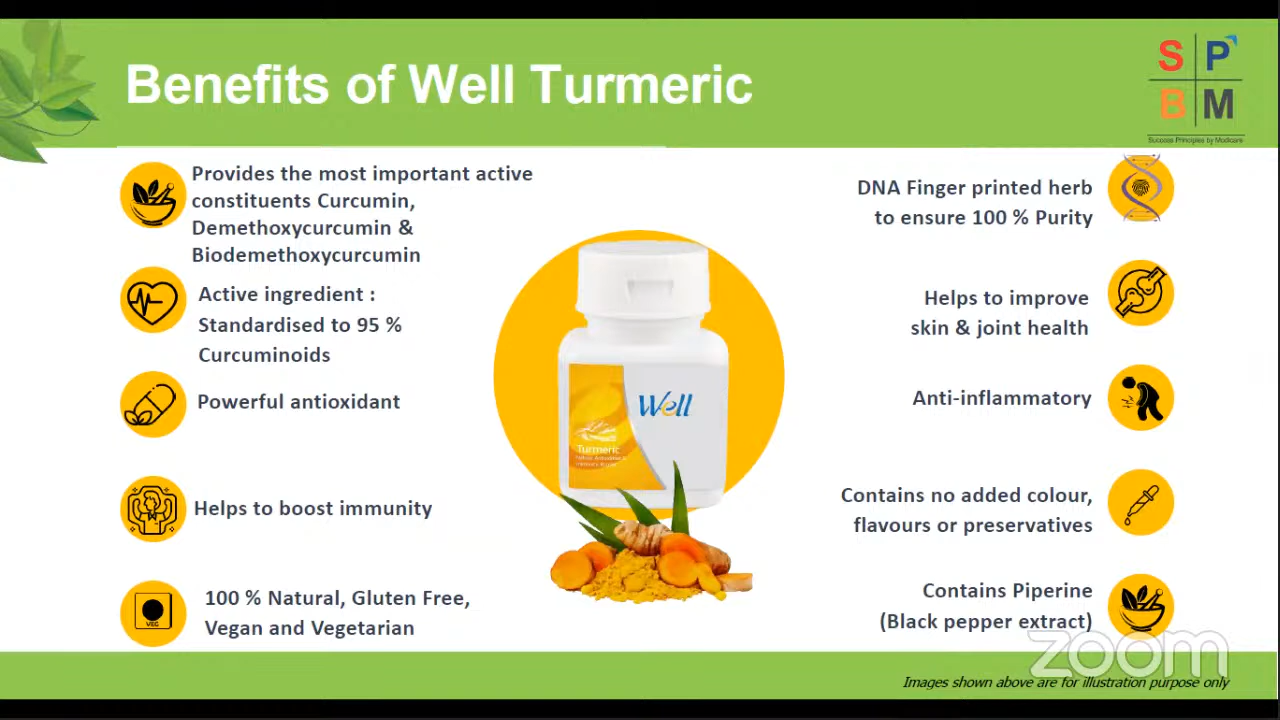 Benefits of Well Turmeric
S P
B M
Success Principles by Modicare
Provides the most important active
constituents Curcumin,
Demethoxycurcumin &
Biodemethoxycurcumin
Active ingredient :
Standardised to 95 %
Curcuminoids
Powerful antioxidant
Helps to boost immunity
VEG
100 % Natural, Gluten Free,
Vegan and Vegetarian
Well
Turmeric
DNA Finger printed herb
to ensure 100 % Purity
Helps to improve
skin & joint health
Anti-inflammatory
Contains no added colour,
flavours or preservatives
Contains Piperine
(Black pepper extract)
zoom
Images shown above are for illustration purpose only